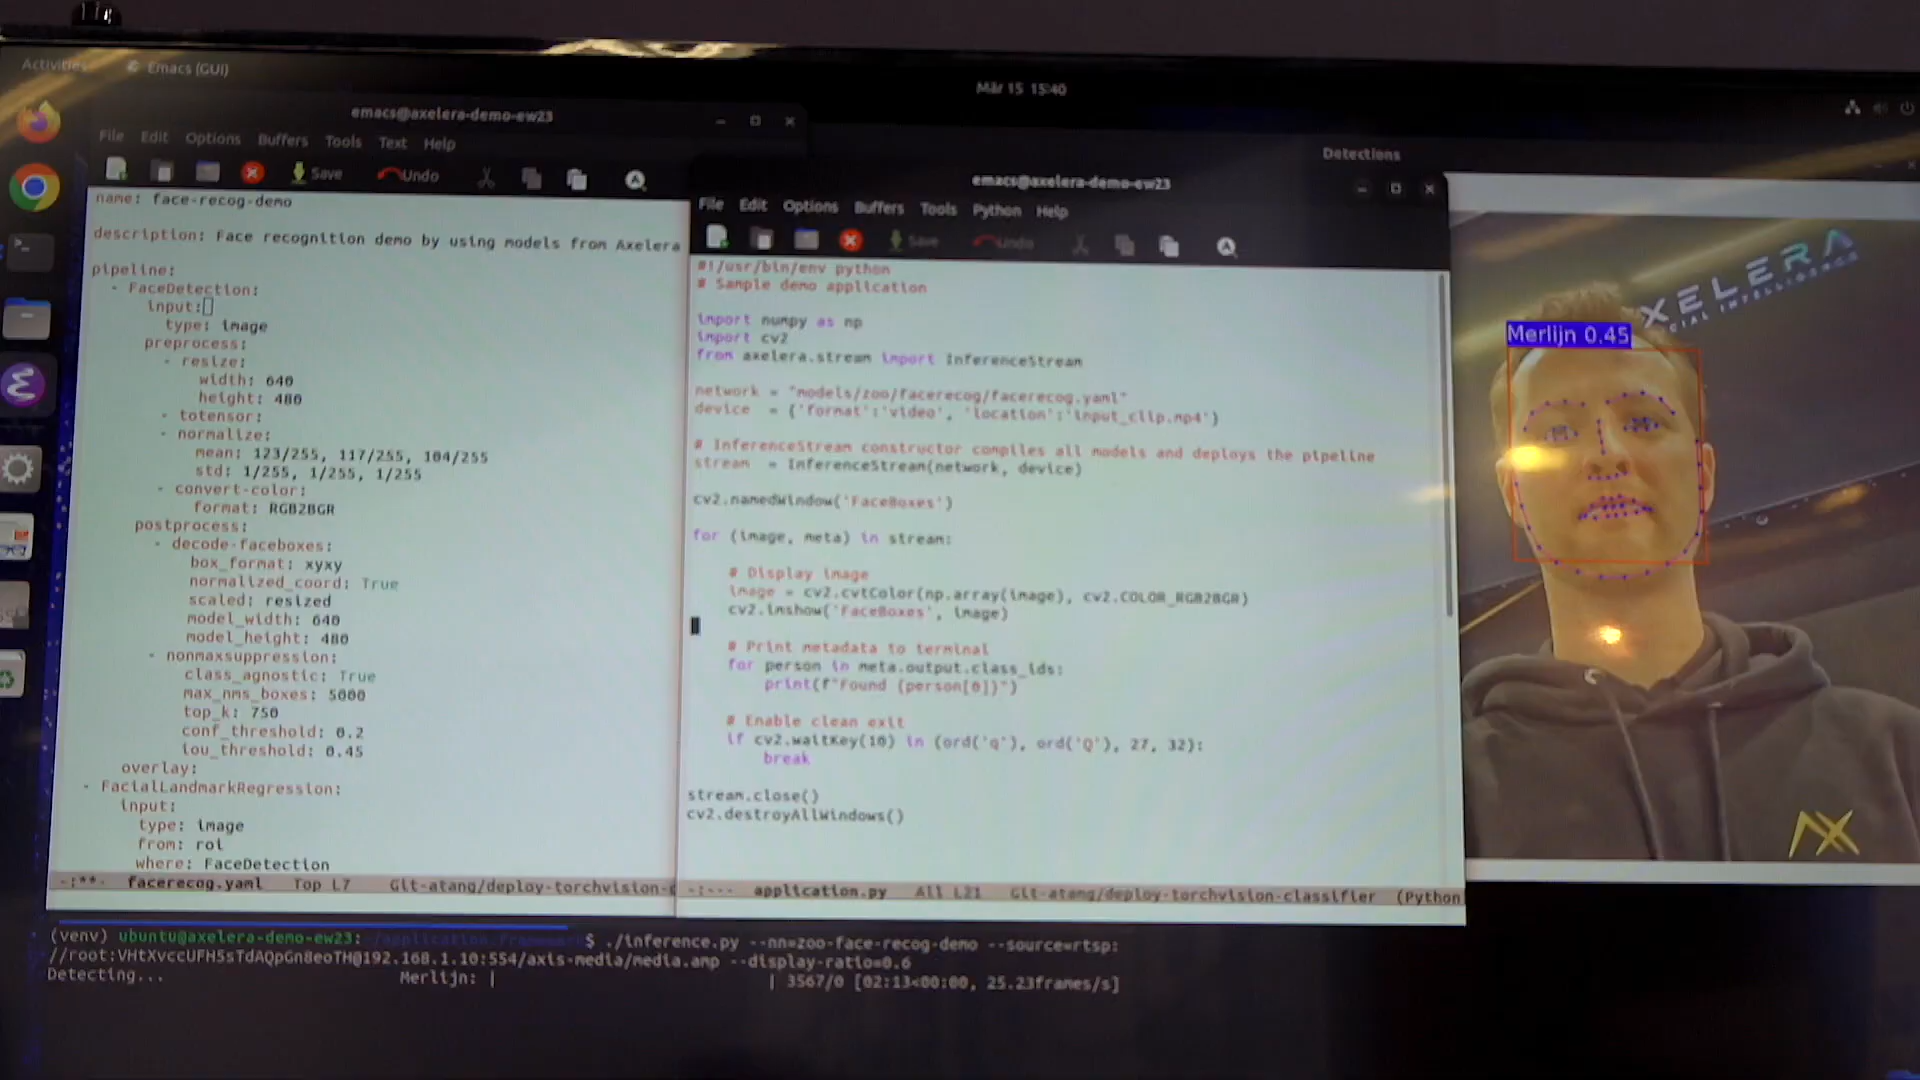 Activities
Emacs (GUI)
Mär 15 15:40
emacs@axelera-demo-ew23
File Edit Options Buffers Tools Text Help
Save Undo
name: face-recog-demo
description: Face recognition demo by using models from Axelera
pipeline:
- FaceDetection:
input:
type: image
preprocess:
- resize:
width: 640
height: 480
- totensor:
- normalize:
mean: 123/255, 117/255, 104/255
std: 1/255, 1/255, 1/255
- convert-color:
format: RGB2BGR
postprocess:
- decode-faceboxes:
box_format: xyxy
normalized_coord: True
scaled: resized
model_width: 640
model_height: 480
- nonmaxsuppression:
class_agnostic: True
max_nms_boxes: 5000
top_k: 750
conf_threshold: 0.2
iou_threshold: 0.45
overlay:
- FacialLandmarkRegression:
input:
type: image
from: roi
where: FaceDetection
-:**- facerecog.yaml Top L7 Git-atang/deploy-torchvision-c
emacs@axelera-demo-ew23
File Edit Options Buffers Tools Python Help
Save Undo
#!/usr/bin/env python
# Sample demo application
import numpy as np
import cv2
from axelera.stream import InferenceStream
network = "models/zoo/facerecog/facerecog.yaml"
device = {'format':'video', 'location':'input_clip.mp4'}
# InferenceStream constructor compiles all models and deploys the pipeline
stream = InferenceStream(network, device)
cv2.namedWindow('FaceBoxes')
for (image, meta) in stream:
# Display image
image = cv2.cvtColor(np.array(image), cv2.COLOR_RGB2BGR)
cv2.imshow('FaceBoxes', image)
# Print metadata to terminal
for person in meta.output.class_ids:
print(f"Found {person[0]}")
# Enable clean exit
if cv2.waitKey(10) in (ord('q'), ord('Q'), 27, 32):
break
stream.close()
cv2.destroyAllWindows()
-:--- application.py All L21 Git-atang/deploy-torchvision-classifier (Python
Detections
XELERA
CIAL INTELLIGENCE
Merlijn 0.45
AX
(venv) ubuntu@axelera-demo-ew23: $ ./inference.py --nn=zoo-face-recog-demo --source=rtsp:
//root:VHtXvccUFH5sTdAQpGn8eoTH@192.168.1.10:554/axis-media/media.amp --display-ratio=0.6
Detecting... Merlijn: | | 3567/0 [02:13<00:00, 25.23frames/s]